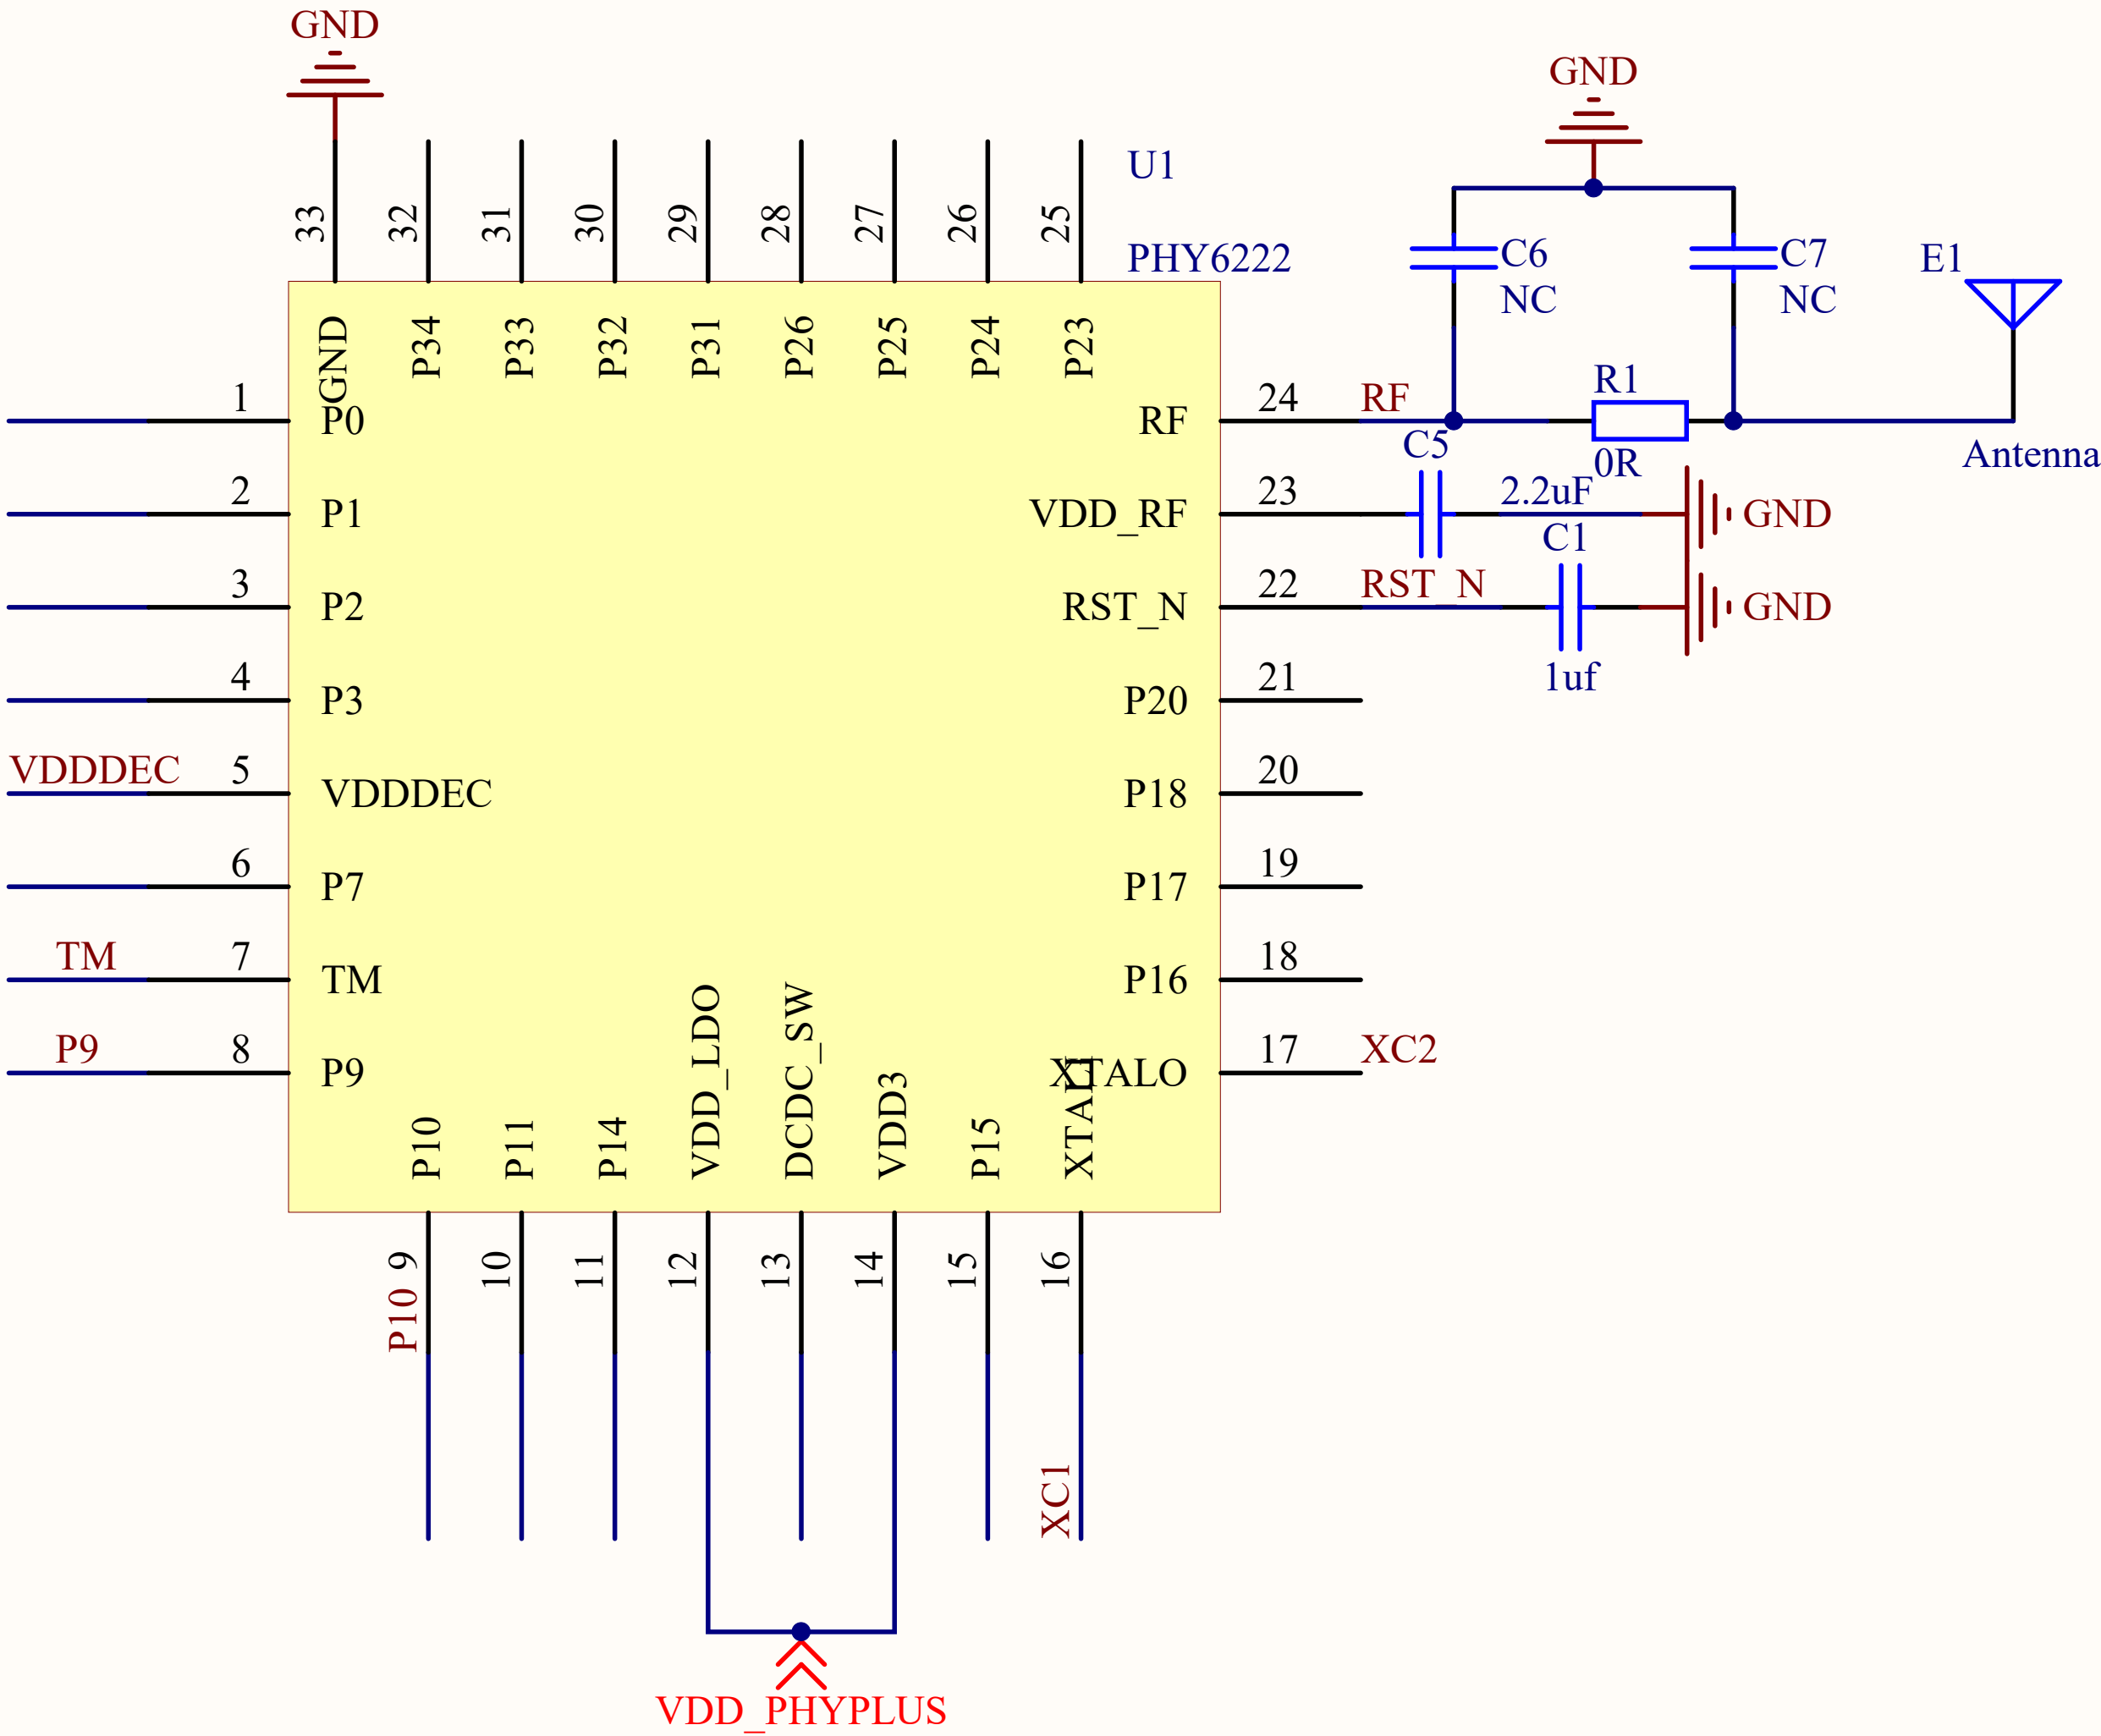 GND
GND
U1
PHY6222
33
32
31
30
29
28
27
26
25
C6
NC
C7
NC
E1
GND
P34
P33
P32
P31
P26
P25
P24
P23
1
P0
RF
24
RF
R1
0R
Antenna
2
P1
VDD_RF
23
C5
2.2uF
GND
3
P2
RST_N
22
RST_N
C1
1uf
GND
4
P3
P20
21
VDDDEC
5
VDDDEC
P18
20
6
P7
P17
19
TM
7
TM
P16
18
P9
8
P9
XTALO
17
XC2
P10
P11
P14
VDD_LDO
DCDC_SW
VDD3
P15
XTALI
9
10
11
12
13
14
15
16
P10
XC1
VDD_PHYPLUS